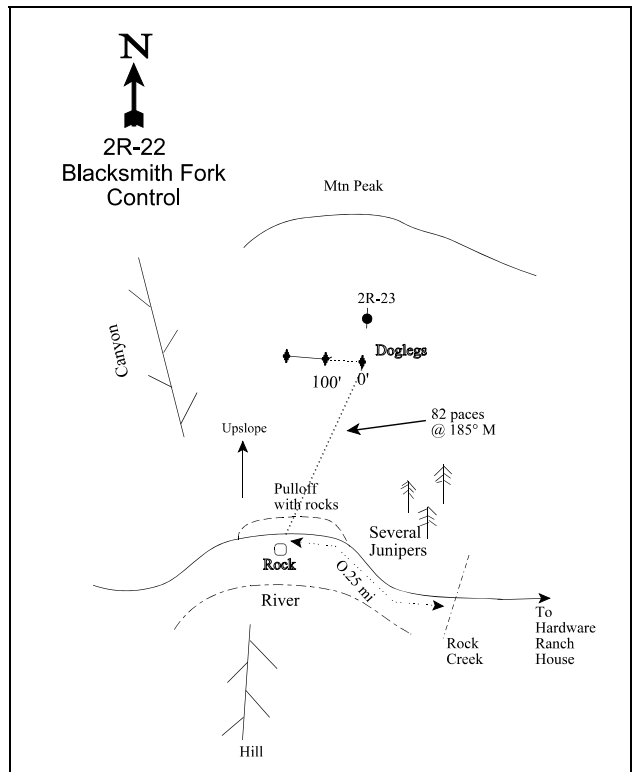 N
2R-22
Blacksmith Fork
Control
Mtn Peak
2R-23
Canyon
Doglegs
100'
0'
82 paces
@ 185° M
Upslope
Pulloff
with rocks
Several
Junipers
Rock
0.25 mi
River
To
Hardware
Ranch
House
Rock
Creek
Hill